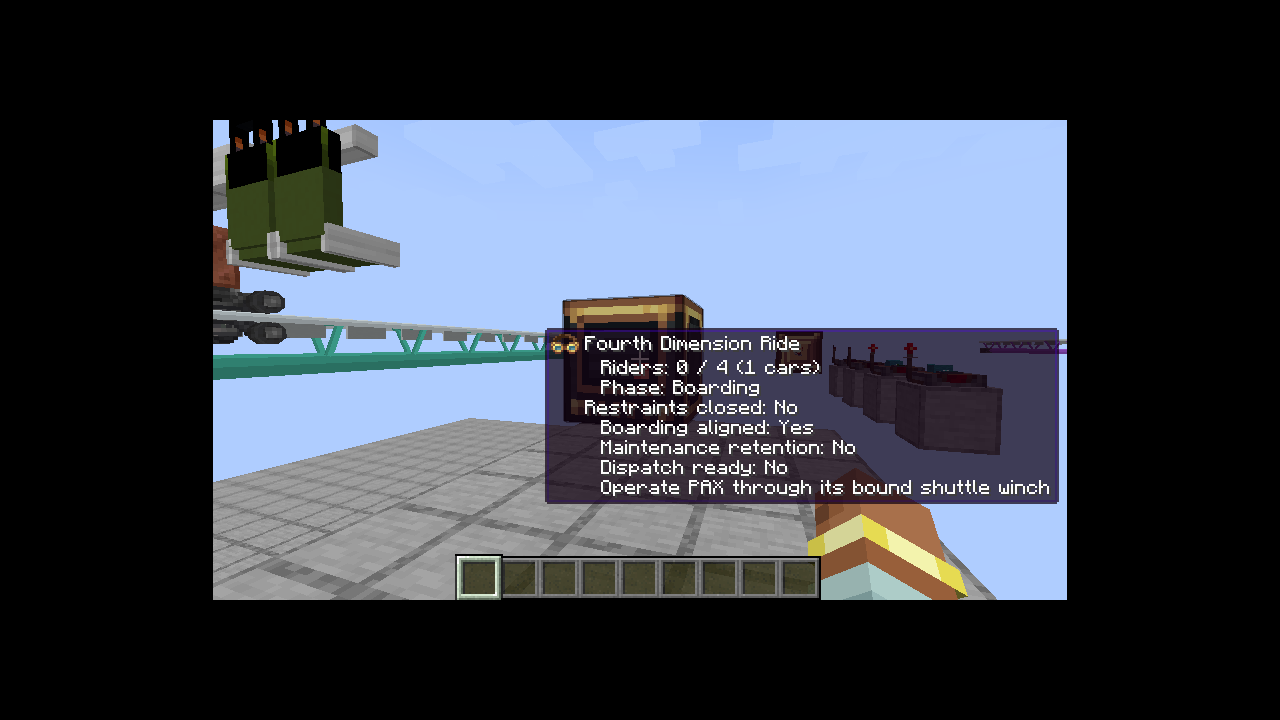 Fourth Dimension Ride
Riders: 0 / 4 (1 cars)
Phase: Boarding
Restraints closed: No
Boarding aligned: Yes
Maintenance retention: No
Dispatch ready: No
Operate PAX through its bound shuttle winch